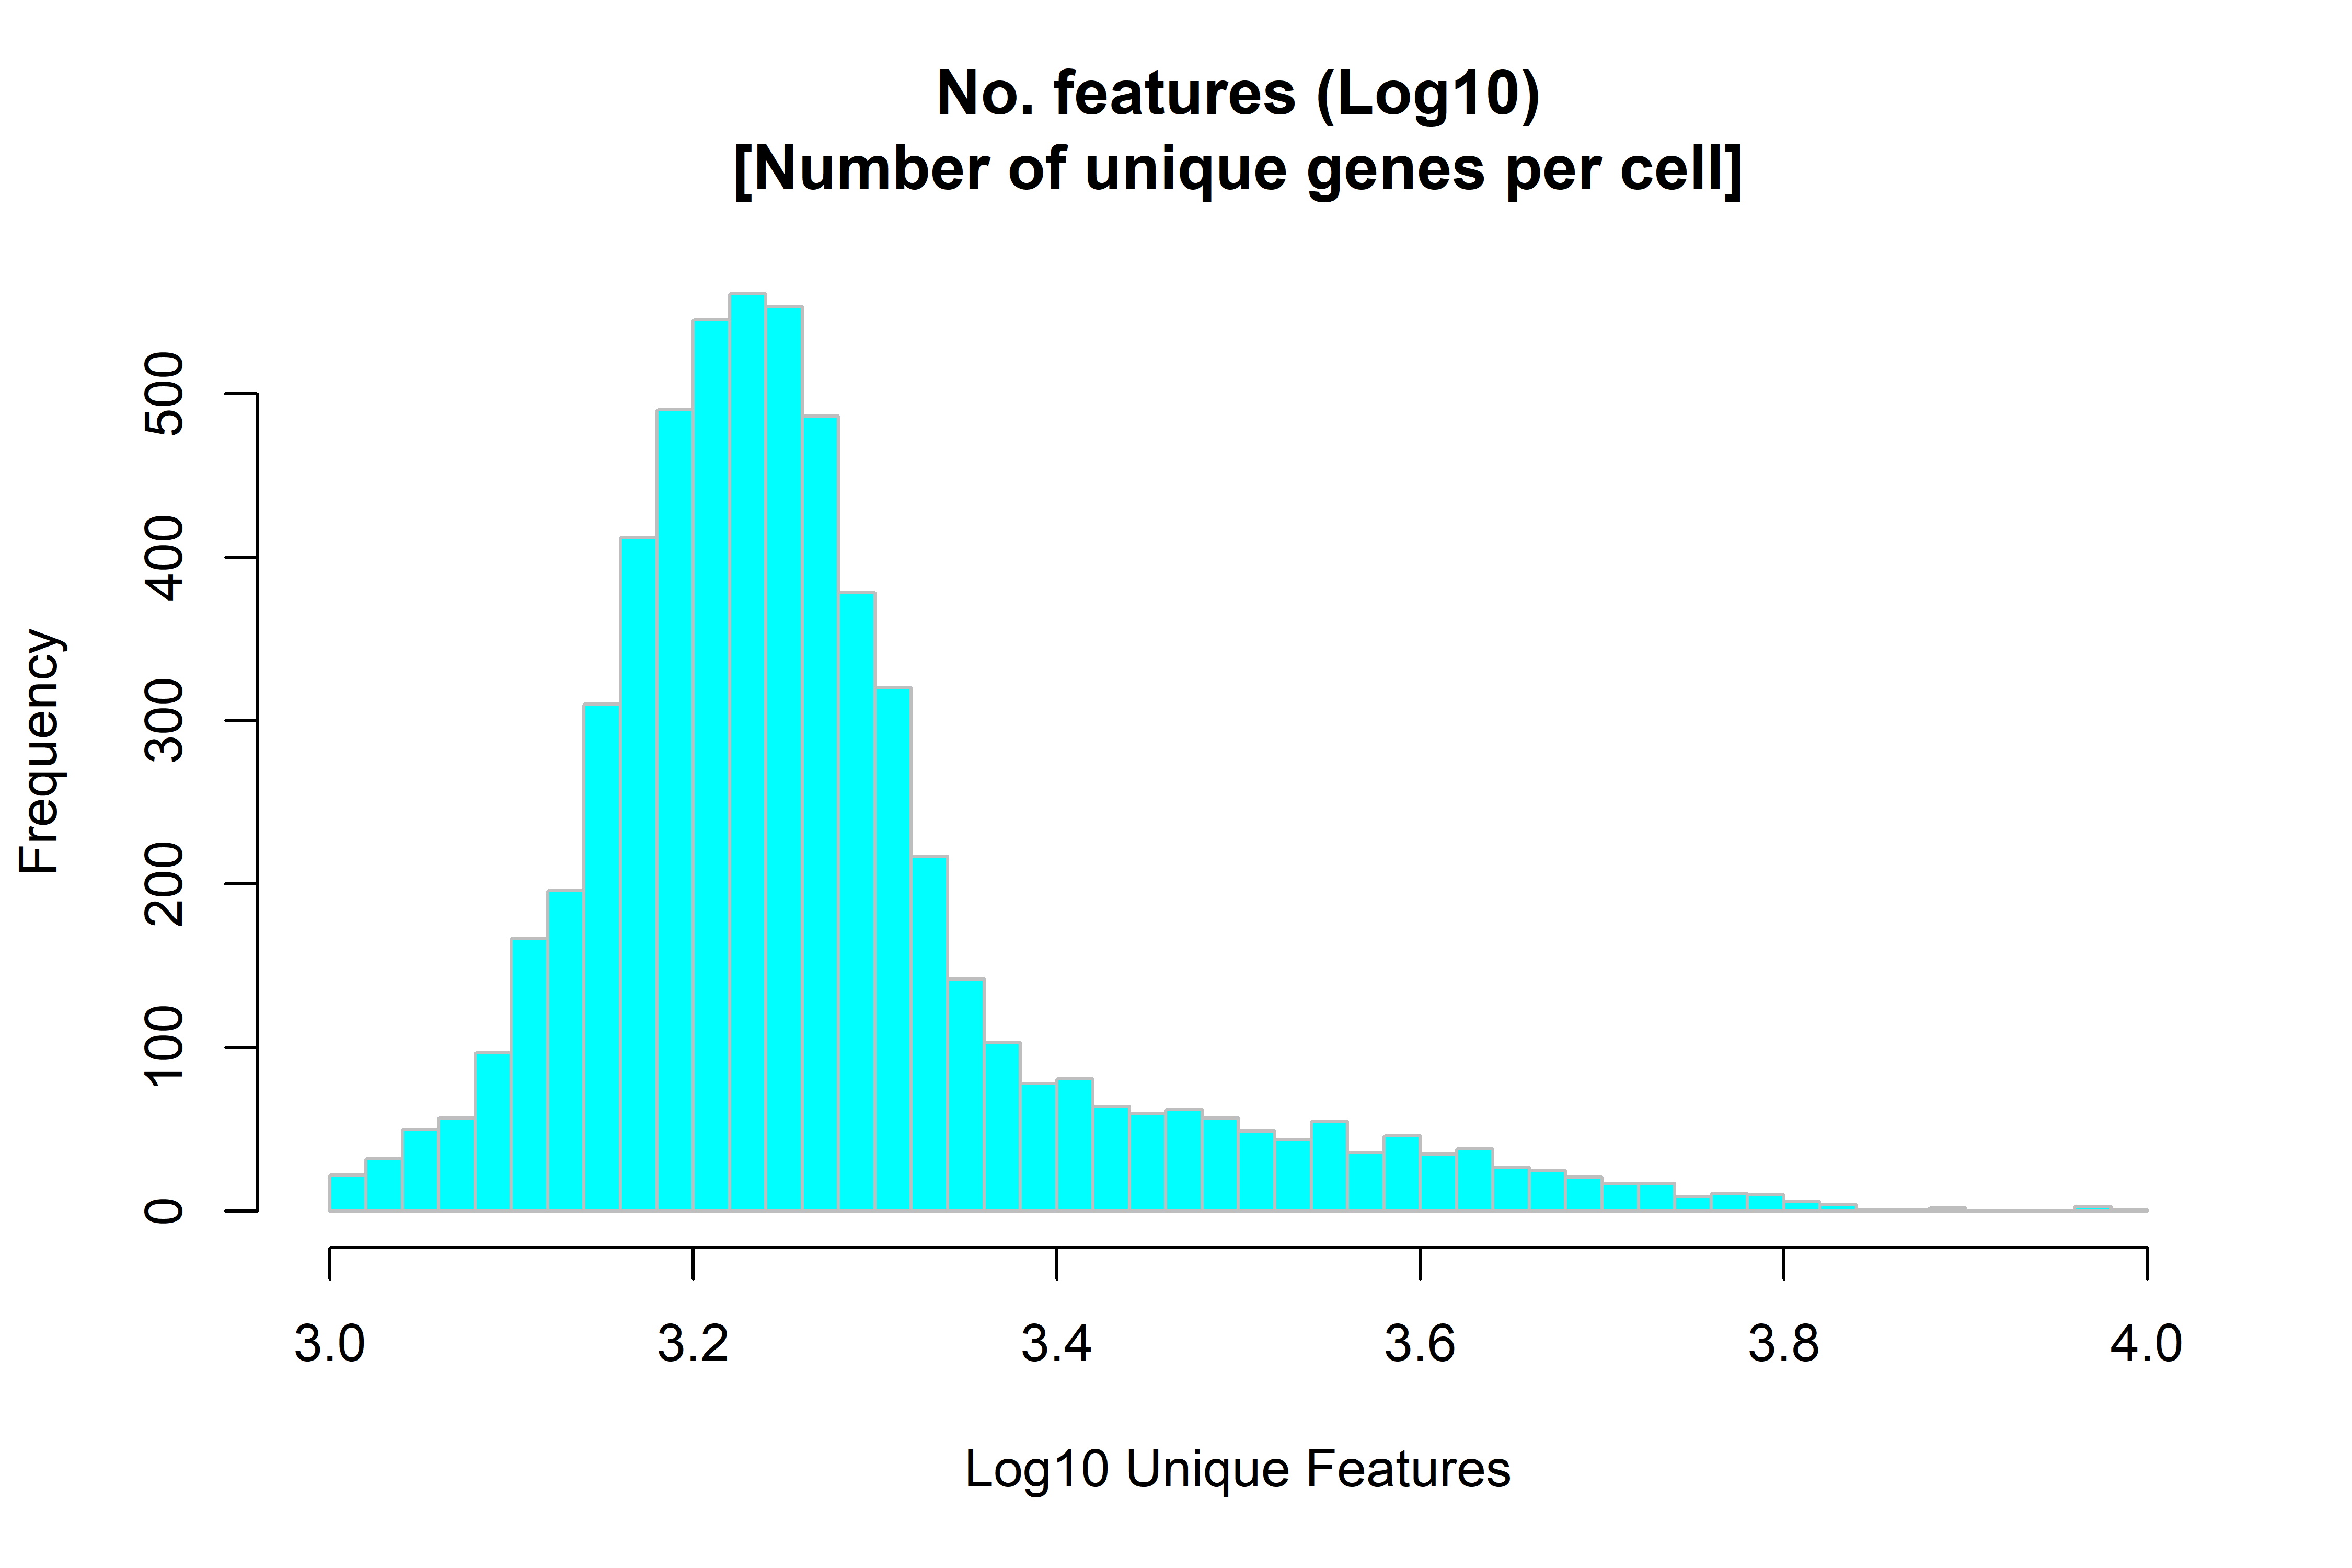 No. features (Log10)
[Number of unique genes per cell]
Frequency
500
400
300
200
100
0
3.0 3.2 3.4 3.6 3.8 4.0
Log10 Unique Features